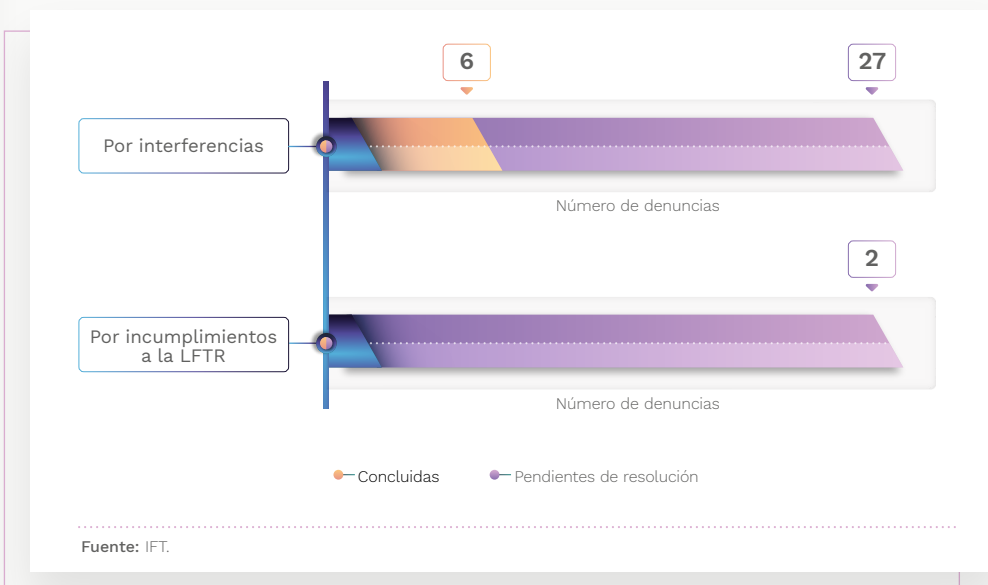 6
27
Por interferencias
Número de denuncias
2
Por incumplimientos
a la LFTR
Número de denuncias
Concluidas
Pendientes de resolución
Fuente: IFT.